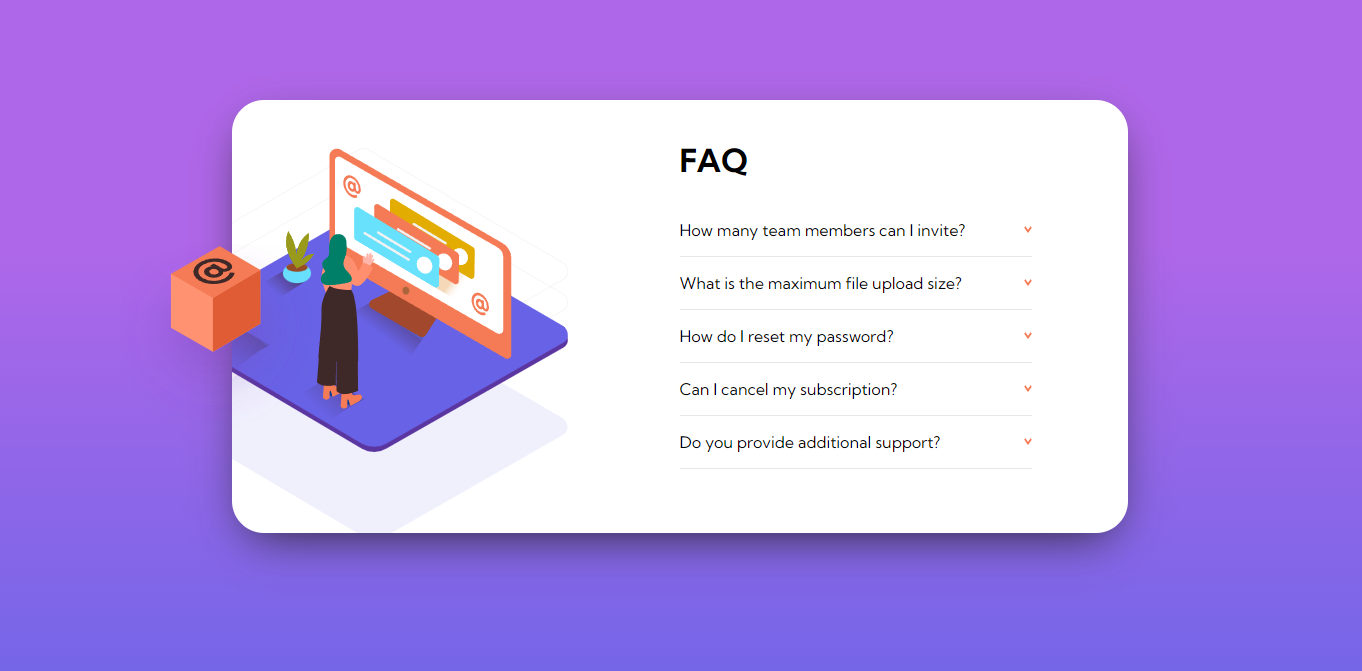 FAQ
How many team members can I invite?
What is the maximum file upload size?
How do I reset my password?
Can I cancel my subscription?
Do you provide additional support?
@
@
@